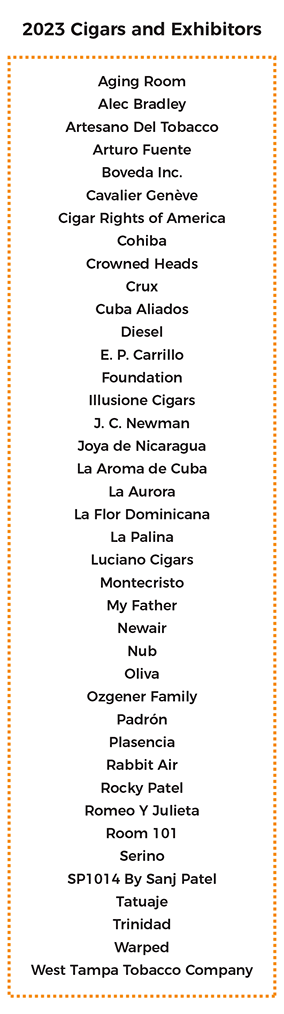 2023 Cigars and Exhibitors
Aging Room
Alec Bradley
Artesano Del Tobacco
Arturo Fuente
Boveda Inc.
Cavalier Genève
Cigar Rights of America
Cohiba
Crowned Heads
Crux
Cuba Aliados
Diesel
E. P. Carrillo
Foundation
Illusione Cigars
J. C. Newman
Joya de Nicaragua
La Aroma de Cuba
La Aurora
La Flor Dominicana
La Palina
Luciano Cigars
Montecristo
My Father
Newair
Nub
Oliva
Ozgener Family
Padrón
Plasencia
Rabbit Air
Rocky Patel
Romeo Y Julieta
Room 101
Serino
SP1014 By Sanj Patel
Tatuaje
Trinidad
Warped
West Tampa Tobacco Company